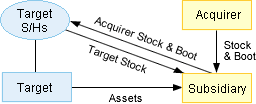 Target
S/Hs
Acquirer
Acquirer Stock & Boot
Target Stock
Stock
& Boot
Target
Assets
Subsidiary